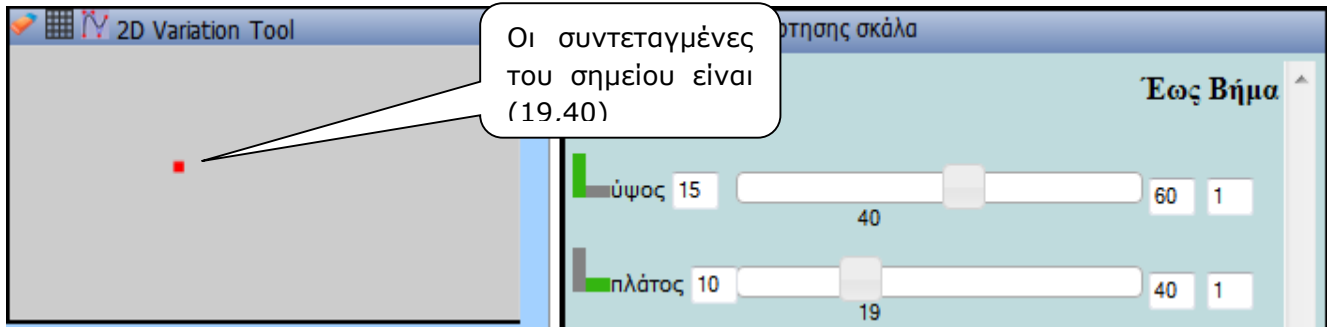 2D Variation Tool
Οι συντεταγμένες
του σημείου είναι
(19,40)
σκάλα
Έως Βήμα
ύψος 15 60 1
40
πλάτος 10 40 1
19